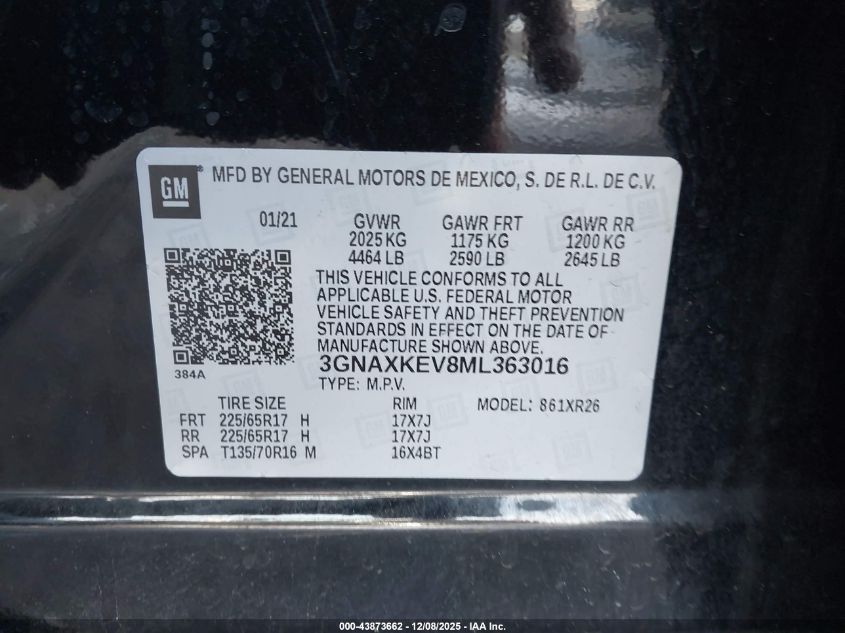 GM
MFD BY GENERAL MOTORS DE MEXICO, S. DE R.L. DE C.V.
01/21 GVWR GAWR FRT GAWR RR
2025 KG 1175 KG 1200 KG
4464 LB 2590 LB 2645 LB
THIS VEHICLE CONFORMS TO ALL
APPLICABLE U.S. FEDERAL MOTOR
VEHICLE SAFETY AND THEFT PREVENTION
STANDARDS IN EFFECT ON THE DATE OF
MANUFACTURE SHOWN ABOVE.
384A
3GNAXKEV8ML363016
TYPE: M.P.V.
TIRE SIZE RIM MODEL: 861XR26
FRT 225/65R17 H 17X7J
RR 225/65R17 H 17X7J
SPA T135/70R16 M 16X4BT
000-43873662 - 12/08/2025 - IAA Inc.